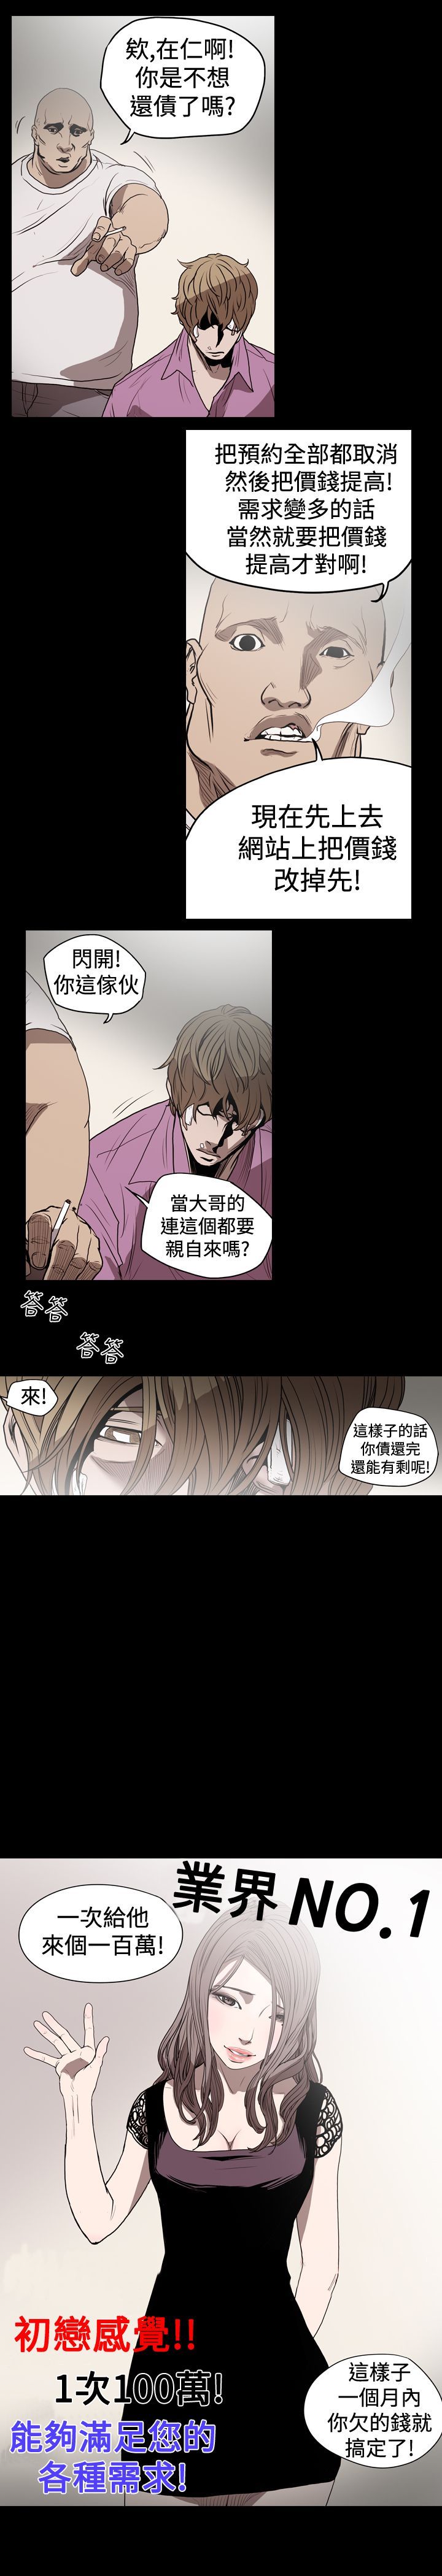 欸,在仁啊!
你是不想
還債了嗎?
把預約全部都取消
然後把價錢提高!
需求變多的話
當然就要把價錢
提高才對啊!
現在先上去
網站上把價錢
改掉先!
閃開!
你這傢伙
當大哥的
連這個都要
親自來嗎?
答答
答答
來!
這樣子的話
你債還完
還能有剩呢!
業界NO.1
一次給他
來個一百萬!
初戀感覺!!
1次100萬!
能夠滿足您的
各種需求!
這樣子
一個月內
你欠的錢就
搞定了!